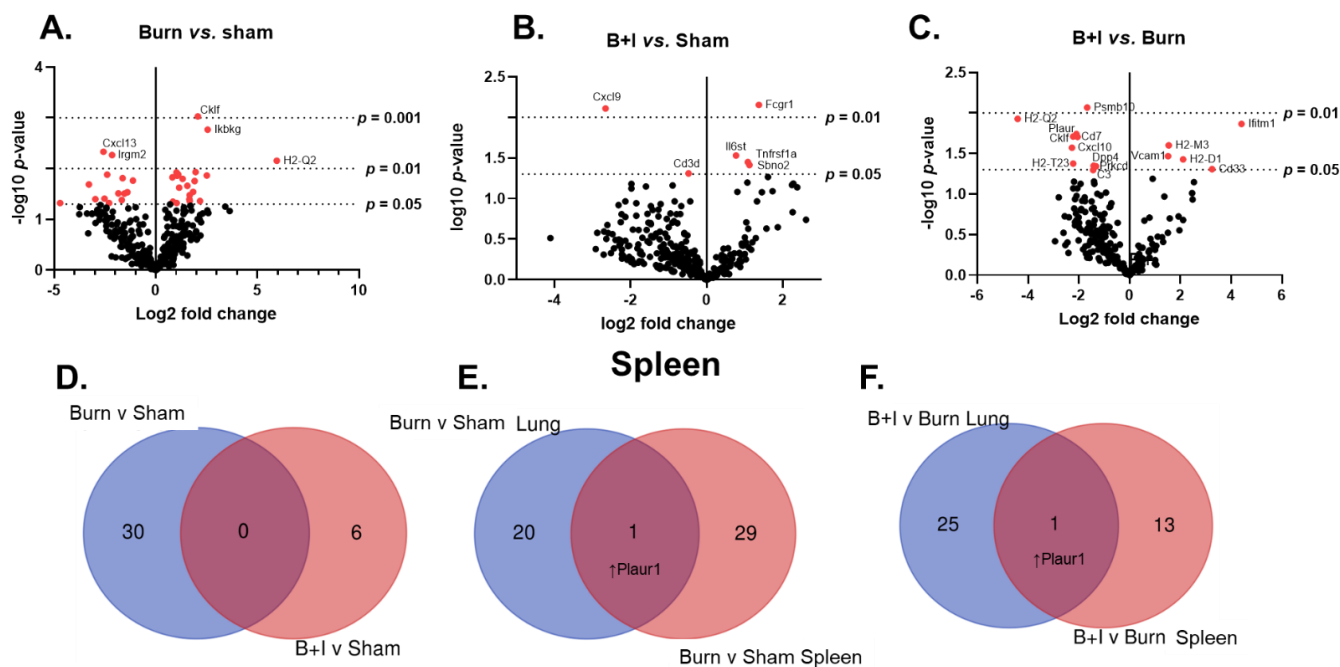 A.
Burn vs. sham
4
3
2
1
0
-log10 p-value
Cklf
Ikbkg
Cxcl13
Irgm2
H2-Q2
p = 0.001
p = 0.01
p = 0.05
-5
0
5
10
Log2 fold change
B.
B+I vs. Sham
2.5
2.0
1.5
1.0
0.5
0.0
log10 p-value
Cxcl9
Fcgr1
Il6st
Tnfrsf1a
Sbno2
Cd3d
p = 0.01
p = 0.05
-4
-2
0
2
log2 fold change
C.
B+I vs. Burn
2.5
2.0
1.5
1.0
0.5
0.0
-log10 p-value
Psmb10
H2-Q2
Plaur
Cklf
Cd7
Cxcl10
H2-T23
Dpp4
Prkcd
C3
Ifitm1
H2-M3
Vcam1
H2-D1
Cd33
p = 0.01
p = 0.05
-6
-4
-2
0
2
4
6
Log2 fold change
Spleen
D.
Burn v Sham
30
0
6
B+I v Sham
E.
Burn v Sham Lung
20
1
29
↑Plaur1
Burn v Sham Spleen
F.
B+I v Burn Lung
25
1
13
↑Plaur1
B+I v Burn Spleen